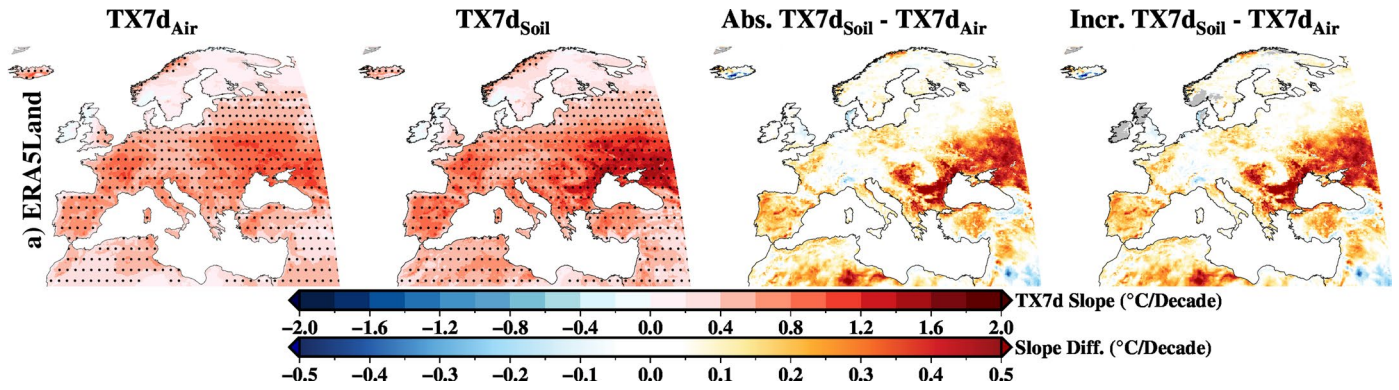 TX7dAir
TX7dSoil
Abs. TX7dSoil - TX7dAir
Incr. TX7dSoil - TX7dAir
a) ERA5Land
TX7d Slope (°C/Decade)
−2.0 −1.6 −1.2 −0.8 −0.4 0.0 0.4 0.8 1.2 1.6 2.0
Slope Diff. (°C/Decade)
−0.5 −0.4 −0.3 −0.2 −0.1 0.0 0.1 0.2 0.3 0.4 0.5